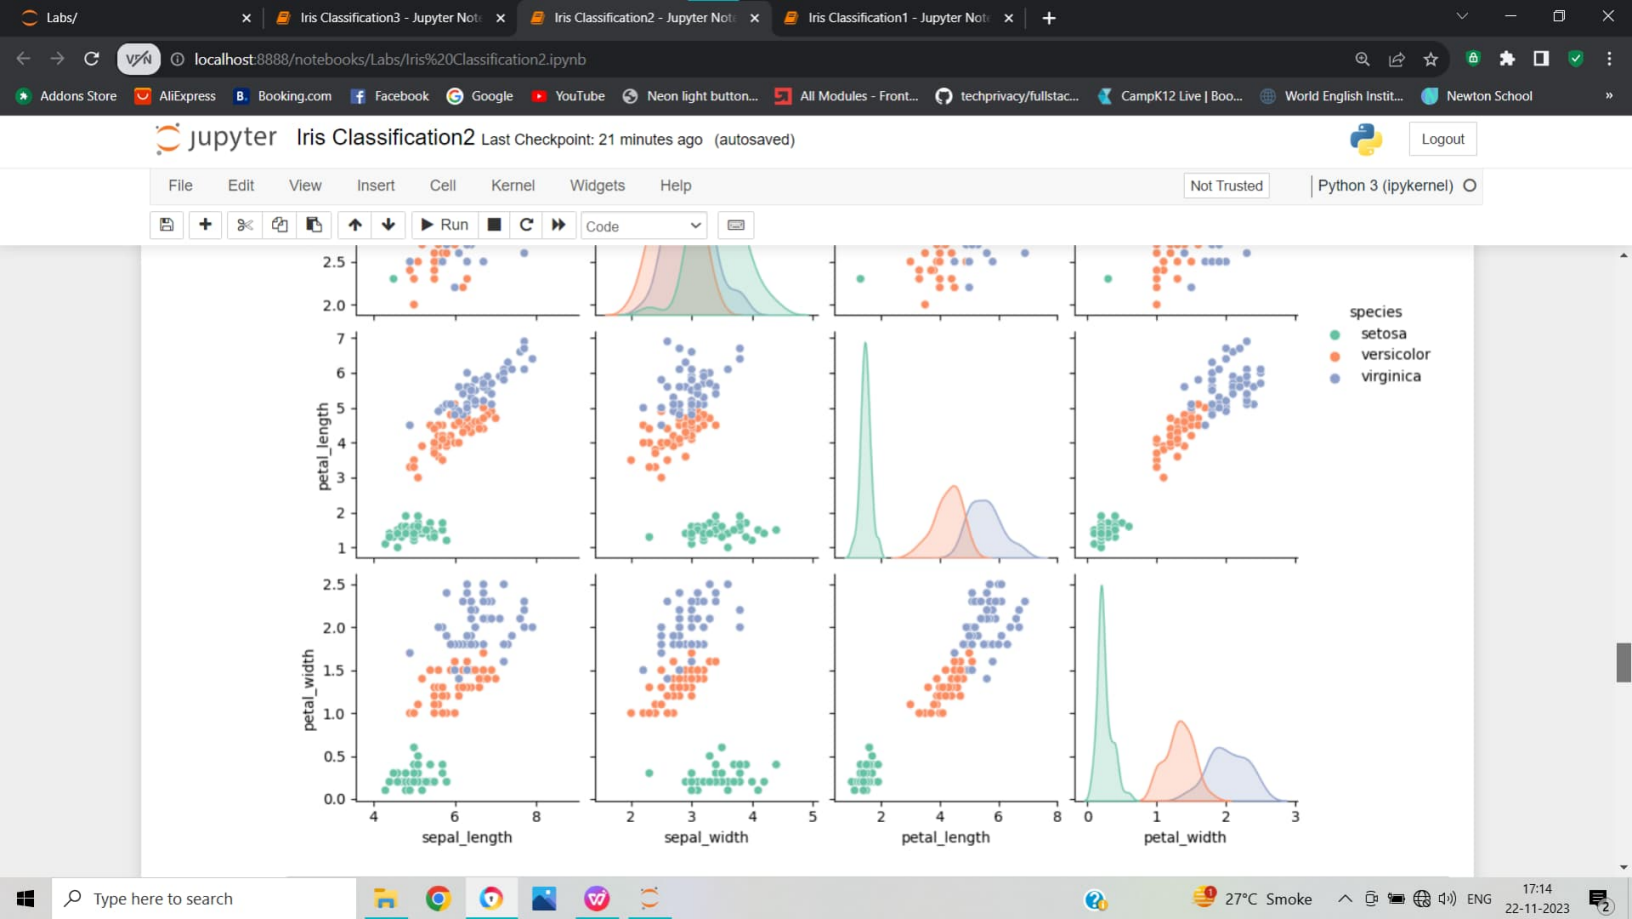 Labs/
Iris Classification3 - Jupyter Not
Iris Classification2 - Jupyter Not
Iris Classification1 - Jupyter Not
VPN
localhost:8888/notebooks/Labs/Iris%20Classification2.ipynb
Addons Store
AliExpress
B. Booking.com
Facebook
Google
YouTube
Neon light button...
All Modules - Front...
techprivacy/fullstac...
CampK12 Live | Boo...
World English Instit...
Newton School
»
jupyter Iris Classification2 Last Checkpoint: 21 minutes ago (autosaved)
Logout
File Edit View Insert Cell Kernel Widgets Help
Not Trusted
Python 3 (ipykernel)
Run
Code
2.5
2.0
species
setosa
versicolor
virginica
petal_length
7
6
5
4
3
2
1
petal_width
2.5
2.0
1.5
1.0
0.5
0.0
4 6 8
2 3 4 5
2 4 6 8
0 1 2 3
sepal_length
sepal_width
petal_length
petal_width
Type here to search
1
27°C Smoke
ENG
17:14
22-11-2023
2